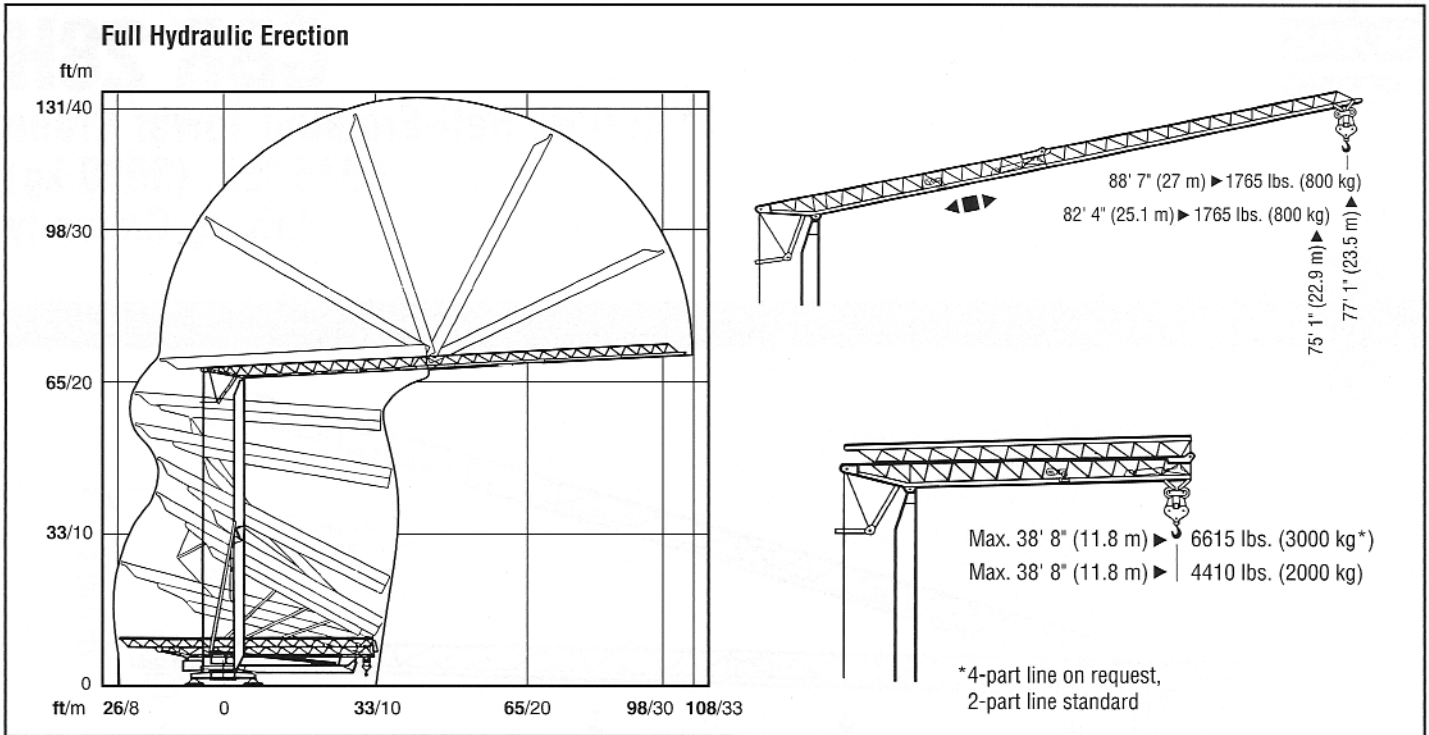 Full Hydraulic Erection
ft/m
131/40
98/30
65/20
33/10
0
ft/m 26/8 0 33/10 65/20 98/30 108/33
88' 7" (27 m) ►1765 lbs. (800 kg)
82' 4" (25.1 m) ►1765 lbs. (800 kg)
75' 1" (22.9 m) ▲
77' 1" (23.5 m) ▲
Max. 38' 8" (11.8 m) ► 6615 lbs. (3000 kg*)
Max. 38' 8" (11.8 m) ► 4410 lbs. (2000 kg)
*4-part line on request,
2-part line standard